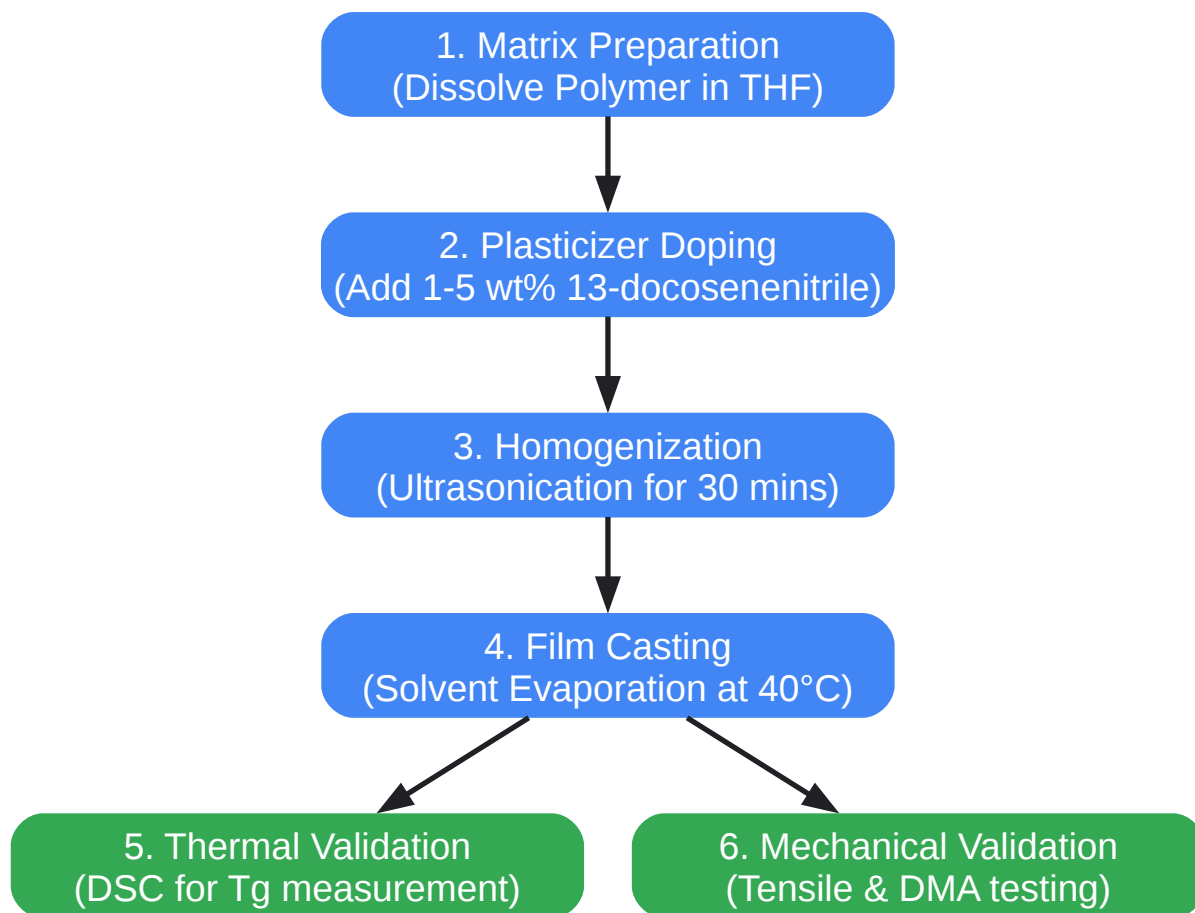 1. Matrix Preparation
(Dissolve Polymer in THF)
2. Plasticizer Doping
(Add 1-5 wt% 13-docosenenitrile)
3. Homogenization
(Ultrasonication for 30 mins)
4. Film Casting
(Solvent Evaporation at 40°C)
5. Thermal Validation
(DSC for Tg measurement)
6. Mechanical Validation
(Tensile & DMA testing)